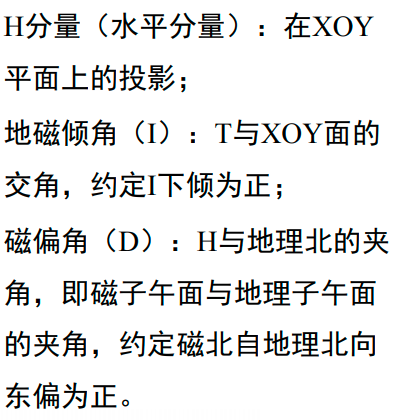 H分量（水平分量）：在XOY
平面上的投影；
地磁倾角（I）：T与XOY面的
交角，约定I下倾为正；
磁偏角（D）：H与地理北的夹
角，即磁子午面与地理子午面
的夹角，约定磁北自地理北向
东偏为正。